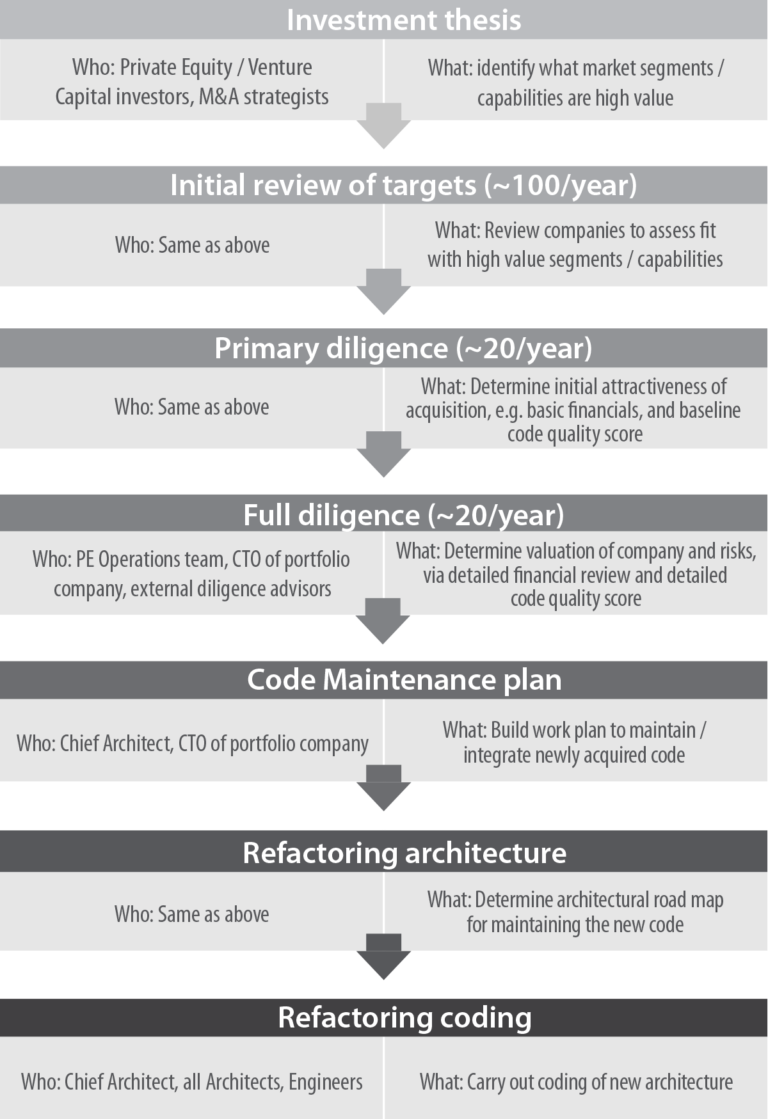 Investment thesis
Who: Private Equity / Venture
Capital investors, M&A strategists
What: identify what market segments /
capabilities are high value
Initial review of targets (~100/year)
Who: Same as above
What: Review companies to assess fit
with high value segments / capabilities
Primary diligence (~20/year)
Who: Same as above
What: Determine initial attractiveness of
acquisition, e.g. basic financials, and baseline
code quality score
Full diligence (~20/year)
Who: PE Operations team, CTO of portfolio
company, external diligence advisors
What: Determine valuation of company and risks,
via detailed financial review and detailed
code quality score
Code Maintenance plan
Who: Chief Architect, CTO of portfolio company
What: Build work plan to maintain /
integrate newly acquired code
Refactoring architecture
Who: Same as above
What: Determine architectural road map
for maintaining the new code
Refactoring coding
Who: Chief Architect, all Architects, Engineers
What: Carry out coding of new architecture